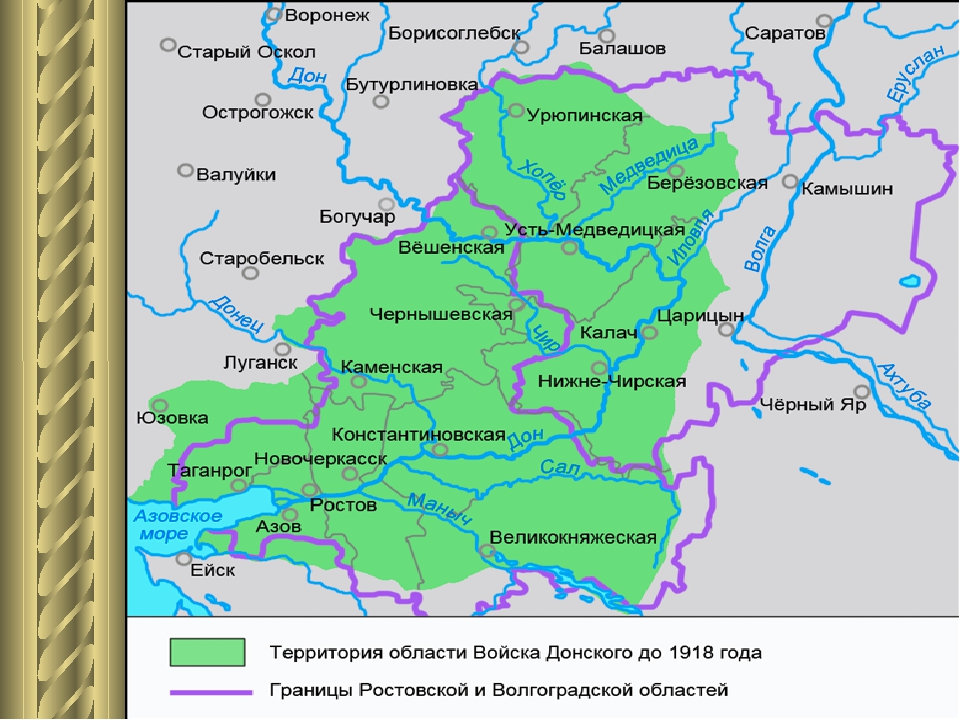 Воронеж
Борисоглебск
Саратов
Балашов
Старый Оскол
Дон
Бутурлиновка
Еруслан
Острогожск
Урюпинская
Медведица
Хопёр
Валуйки
Берёзовская
Камышин
Богучар
Усть-Медведицкая
Иловля
Волга
Вёшенская
Старобельск
Донец
Чернышевская
Царицын
Чир
Калач
Луганск
Каменская
Нижне-Чирская
Ахтуба
Чёрный Яр
Юзовка
Константиновская
Дон
Новочеркасск
Таганрог
Сал
Ростов
Маныч
Азовское
море
Азов
Великокняжеская
Ейск
Территория области Войска Донского до 1918 года
Границы Ростовской и Волгоградской областей